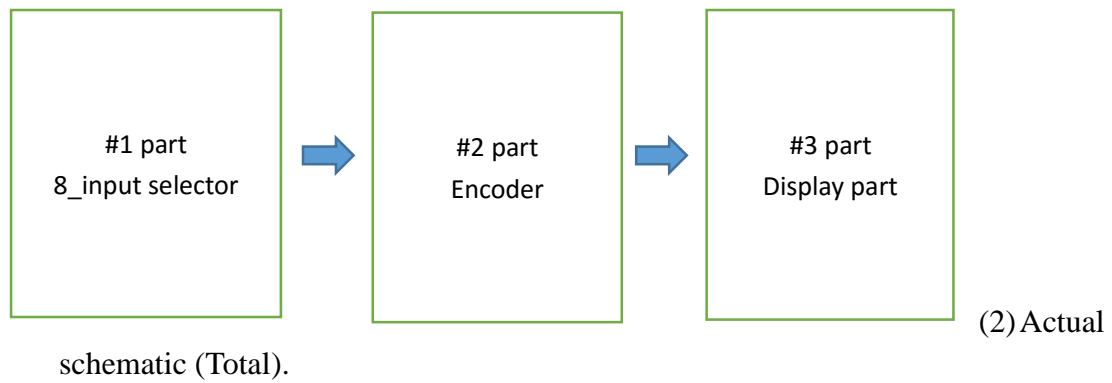 #1 part
8_input selector
#2 part
Encoder
#3 part
Display part
(2) Actual
schematic (Total).